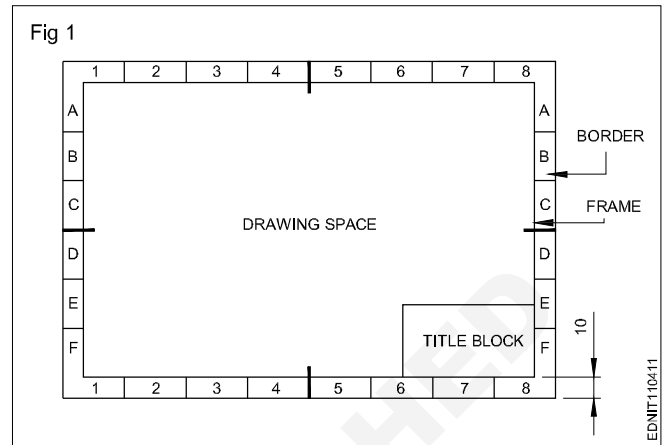 Fig 1
1 2 3 4 5 6 7 8
A A
B B
BORDER
C C
FRAME
DRAWING SPACE
D D
E E
10
TITLE BLOCK
F F
1 2 3 4 5 6 7 8
EDNIT110411